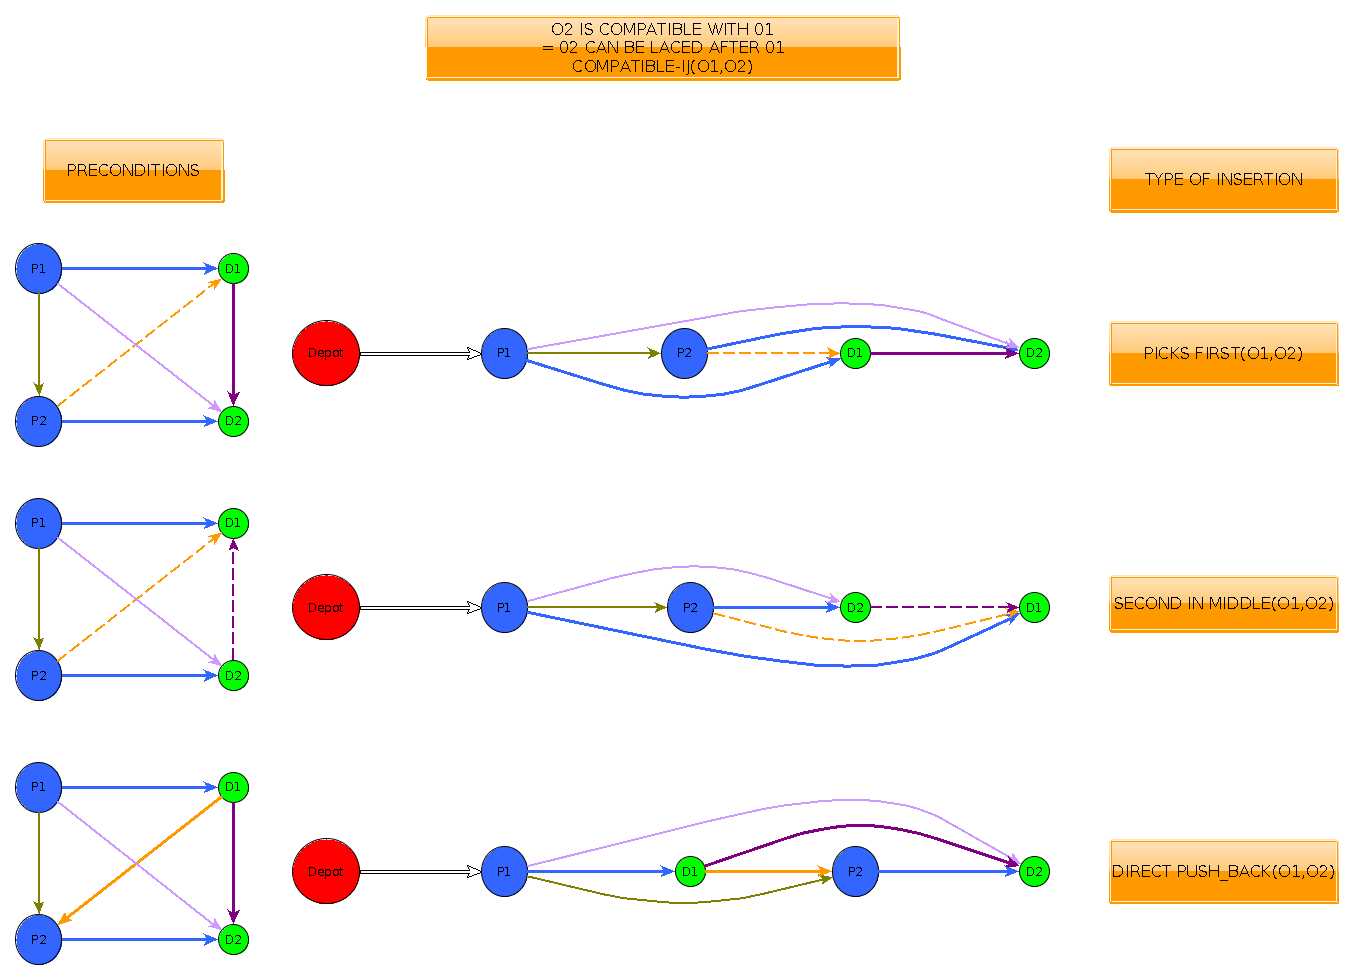 O2 IS COMPATIBLE WITH 01
= 02 CAN BE LACED AFTER 01
COMPATIBLE-IJ(O1,O2)
PRECONDITIONS
TYPE OF INSERTION
P1
D1
P2
D2
Depot
P1
P2
D1
D2
PICKS FIRST(O1,O2)
P1
D1
P2
D2
Depot
P1
P2
D2
D1
SECOND IN MIDDLE(O1,O2)
P1
D1
P2
D2
Depot
P1
D1
P2
D2
DIRECT PUSH_BACK(O1,O2)